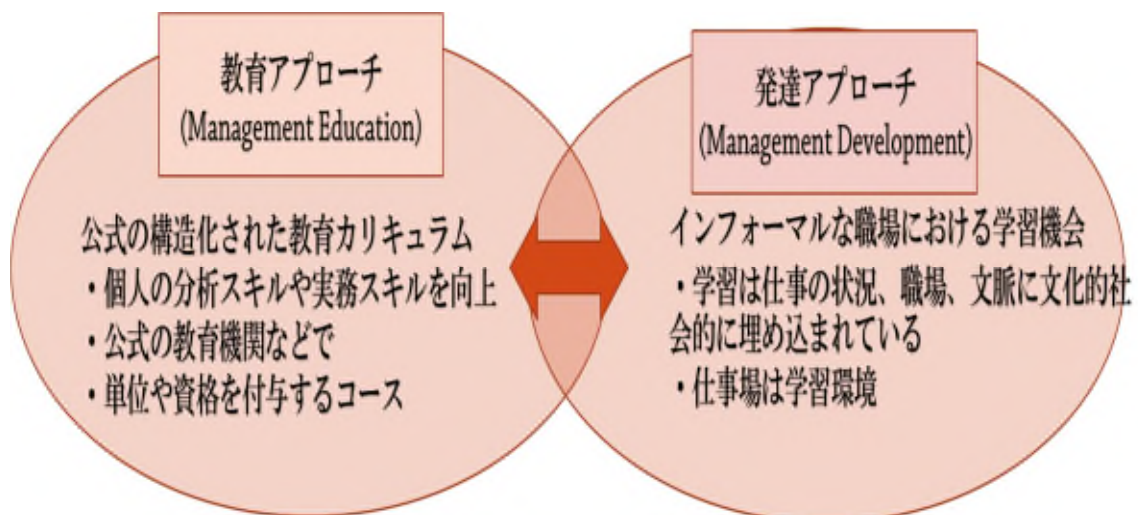 教育アプローチ
(Management Education)
公式の構造化された教育カリキュラム
・個人の分析スキルや実務スキルを向上
・公式の教育機関などで
・単位や資格を付与するコース
発達アプローチ
(Management Development)
インフォーマルな職場における学習機会
・学習は仕事の状況、職場、文脈に文化的社
会的に埋め込まれている
・仕事場は学習環境